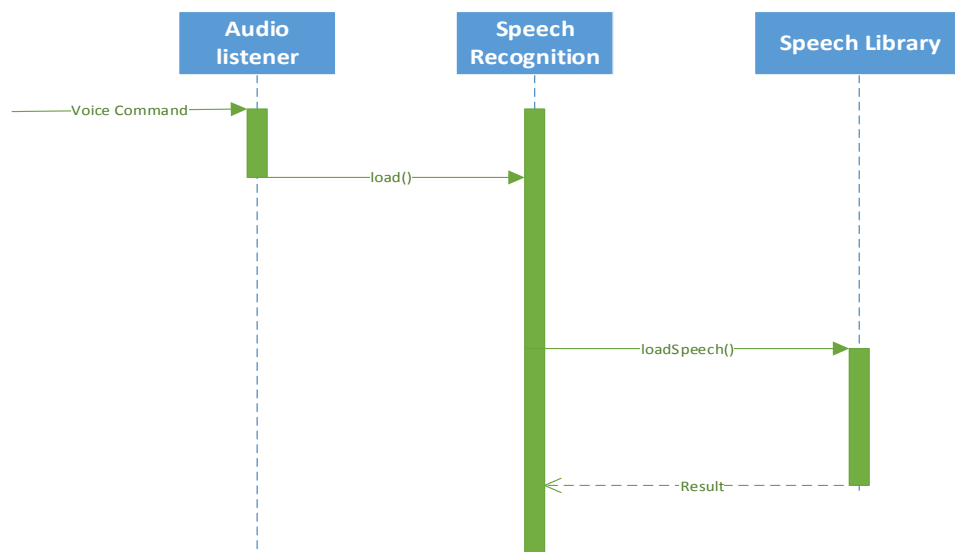 Audio
listener
Speech
Recognition
Speech Library
Voice Command
load()
loadSpeech()
Result